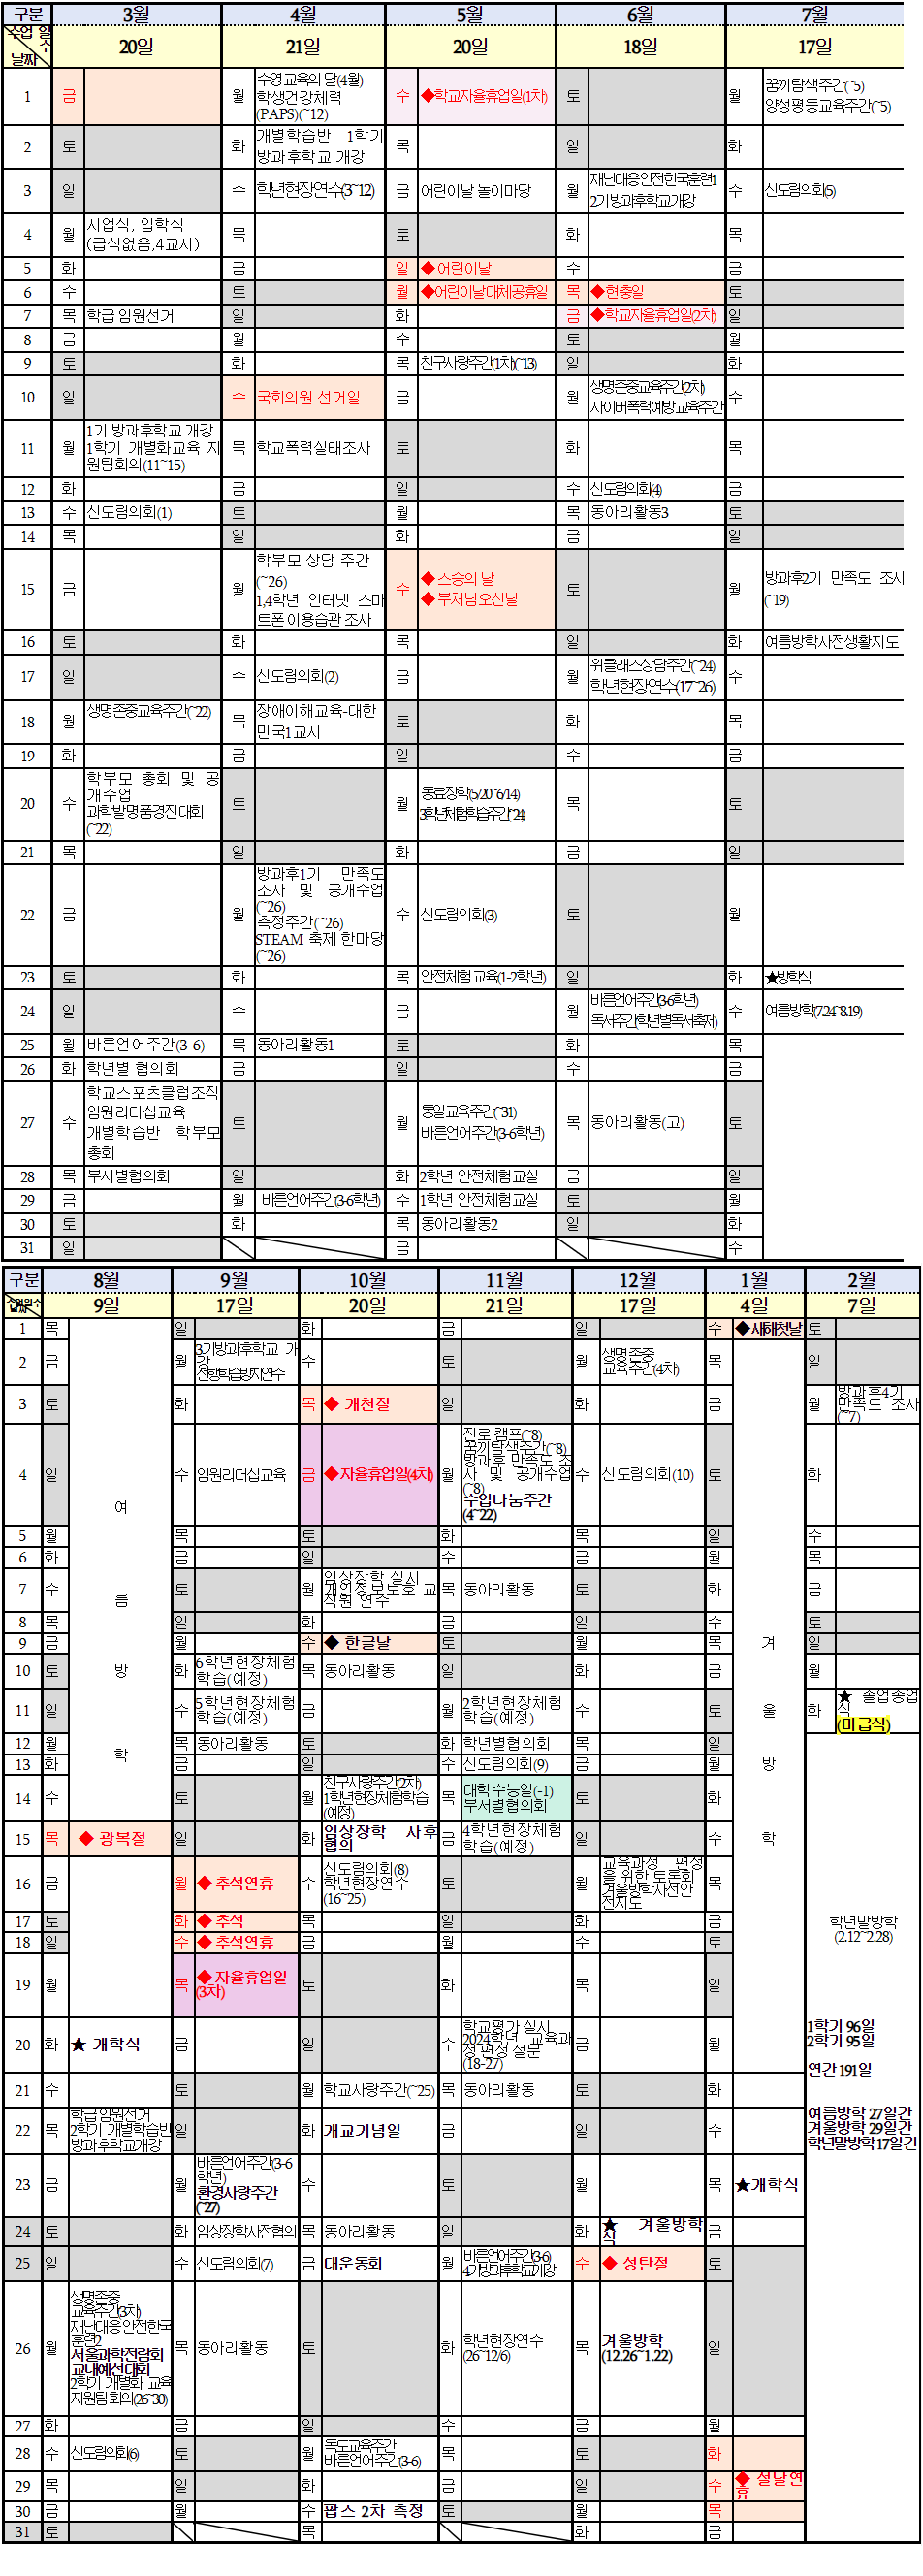 구분 3월 4월 5월 6월 7월
수업일수 날짜 20일 21일 20일 18일 17일
1 금 월 수영교육의 달(4월) 학생건강체력 (PAPS)(~12) 수 ◆학교자율휴업일(1차) 토 월 꿈끼탐색주간(~5) 양성평등교육주간(~5)
2 토 화 개별학습반 1학기 방과후학교 개강 목 일 화
3 일 수 학년현장연수(3~12) 금 어린이날 놀이마당 월 재난대응안전한국훈련1 2기방과후학교개강 수 신도림의회(5)
4 월 시업식, 입학식 (급식없음,4교시) 목 토 화 목
5 화 금 일 ◆어린이날 수 금
6 수 토 월 ◆어린이날대체공휴일 목 ◆현충일 토
7 목 학급 임원선거 일 화 금 ◆학교자율휴업일(2차) 일
8 금 월 수 토 월
9 토 화 목 친구사랑주간(1차)(~13) 일 화
10 일 수 국회의원 선거일 금 월 생명존중교육주간(2차) 사이버폭력예방교육주간 수
11 월 1기 방과후학교 개강 1학기 개별화교육 지원팀회의(11~15) 목 학교폭력실태조사 토 화 목
12 화 금 일 수 신도림의회(4) 금
13 수 신도림의회(1) 토 월 목 동아리활동3 토
14 목 일 화 금 일
15 금 월 학부모 상담 주간 (~26) 1,4학년 인터넷 스마트폰 이용습관 조사 수 ◆스승의 날 ◆부처님오신날 토 월 방과후2기 만족도 조사 (~19)
16 토 화 목 일 화 여름방학사전생활지도
17 일 수 신도림의회(2) 금 월 위클래스상담주간(~24) 학년현장연수(17~26) 수
18 월 생명존중교육주간(~22) 목 장애이해교육-대한민국1교시 토 화 목
19 화 금 일 수 금
20 수 학부모 총회 및 공개수업 과학발명품경진대회 (~22) 토 월 동료장학(5/20~6/14) 3학년체험학습주간(~24) 목 토
21 목 일 화 금 일
22 금 월 방과후1기 만족도 조사 및 공개수업 (~26) 측정주간(~26) STEAM 축제 한마당 (~26) 수 신도림의회(3) 토 월
23 토 화 목 안전체험교육(1-2학년) 일 화 ★방학식
24 일 수 금 월 바른언어주간(3-6학년) 독서주간(학년별독서축제) 수 여름방학(7.24~8.19)
25 월 바른언어주간(3-6) 목 동아리활동1 토 화 목
26 화 학년별 협의회 금 일 수 금
27 수 학교스포츠클럽조직 임원리더십교육 개별학습반 학부모총회 토 월 통일교육주간(~31) 바른언어주간(3-6학년) 목 동아리활동(고) 토
28 목 부서별협의회 일 화 2학년 안전체험교실 금 일
29 금 월 바른언어주간(3-6학년) 수 1학년 안전체험교실 토 월
30 토 화 목 동아리활동2 일 화
31 일 금 수
구분 8월 9월 10월 11월 12월 1월 2월
수업일수 날짜 9일 17일 20일 21일 17일 4일 7일
1 목 일 화 금 일 수 ◆새해첫날 토
2 금 월 3기방과후학교 개강 선행학습방지연수 수 토 월 생명존중 교육주간(4차) 목 일
3 토 화 목 ◆ 개천절 일 화 금 월 방과후4기 만족도 조사 (~7)
4 일 여 수 임원리더십교육 금 ◆자율휴업일(4차) 월 진로캠프(~8) 꿈끼탐색주간(~8) 방과후 만족도 조사 및 공개수업 (~8) 수업나눔주간 (4~22) 수 신도림의회(10) 토 화
5 월 목 토 화 목 일 수
6 화 금 일 수 금 월 목
7 수 름 토 월 임상장학 실시 개인정보보호 교직원 연수 목 동아리활동 토 화 금
8 목 일 화 금 일 수 토
9 금 월 수 ◆ 한글날 토 월 목 겨 일
10 토 방 화 6학년현장체험학습(예정) 목 동아리활동 일 화 금 월
11 일 수 5학년현장체험학습(예정) 금 월 2학년현장체험학습(예정) 수 토 울 화 ★ 졸업종업식 (미급식)
12 월 학 목 동아리활동 토 화 학년별협의회 목 일
13 화 금 일 수 신도림의회(9) 금 월 방
14 수 토 월 친구사랑주간(2차) 1학년현장체험학습 (예정) 목 대학수능일(-1) 부서별협의회 토 화
15 목 ◆ 광복절 일 화 임상장학 사후협의 금 4학년현장체험학습(예정) 일 수 학
16 금 월 ◆추석연휴 수 신도림의회(8) 학년현장연수 (16~25) 토 월 교육과정 편성을 위한 토론회 겨울방학사전안전지도 목
17 토 화 ◆추석 목 일 화 금 학년말방학 (2.12~2.28)
18 일 수 ◆추석연휴 금 월 수 토
19 월 목 ◆자율휴업일 (3차) 토 화 목 일
20 화 ★ 개학식 금 일 수 학교평가 실시 2024학년 교육과정 편성 설문 (18-27) 금 월 1학기 96일 2학기 95일
21 수 토 월 학교사랑주간(~25) 목 동아리활동 토 화 연간 191일
22 목 학급임원선거 2학기 개별학습반 방과후학교개강 일 화 개교기념일 금 일 수 여름방학 27일간 겨울방학 29일간 학년말방학17일간
23 금 월 바른언어주간(3-6학년) 환경사랑주간 (~27) 수 토 월 목 ★개학식
24 토 화 임상장학사전협의 목 동아리활동 일 화 ★ 겨울방학식 금
25 일 수 신도림의회(7) 금 대운동회 월 바른언어주간(3-6) 4기방과후학교개강 수 ◆ 성탄절 토
26 월 생명존중 교육주간(3차) 재난대응안전한국훈련2 서울과학전람회 교내예선대회 2학기 개별화 교육지원팀회의(26~30) 목 동아리활동 토 화 학년현장연수 (26~12/6) 목 겨울방학 (12.26~1.22) 일
27 화 금 일 수 금 월
28 수 신도림의회(6) 토 월 독도교육주간 바른언어주간(3-6) 목 토 화
29 목 일 화 금 일 수 ◆ 설날연휴
30 금 월 수 팝스 2차 측정 토 월 목
31 토 목 화 금